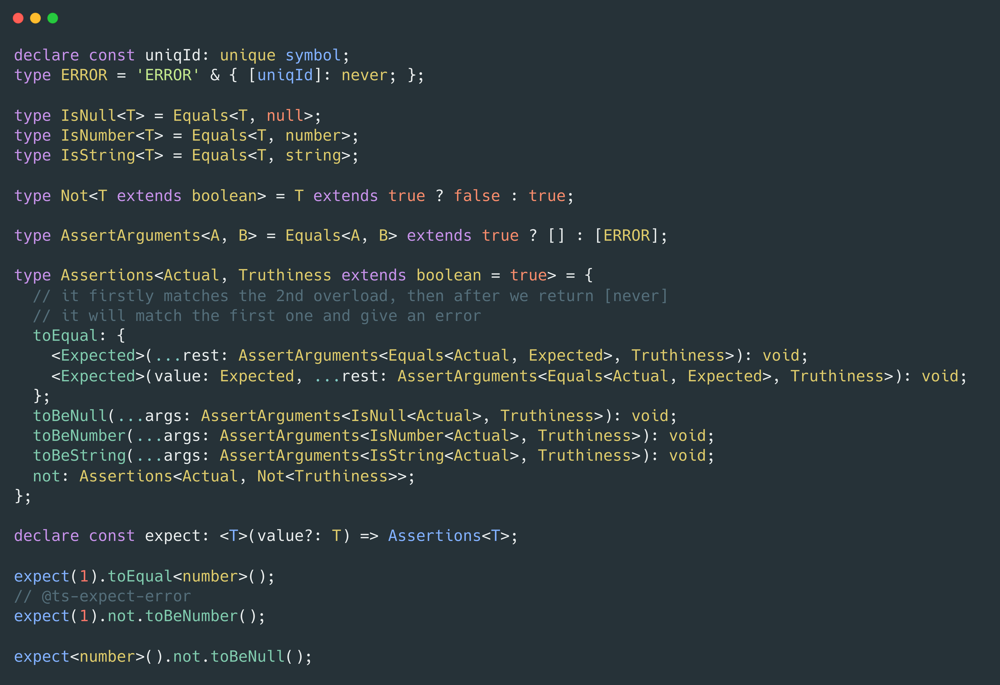 declare const uniqId: unique symbol;
type ERROR = 'ERROR' & { [uniqId]: never; };
type IsNull<T> = Equals<T, null>;
type IsNumber<T> = Equals<T, number>;
type IsString<T> = Equals<T, string>;
type Not<T extends boolean> = T extends true ? false : true;
type AssertArguments<A, B> = Equals<A, B> extends true ? [] : [ERROR];
type Assertions<Actual, Truthiness extends boolean = true> = {
  // it firstly matches the 2nd overload, then after we return [never]
  // it will match the first one and give an error
  toEqual: {
    <Expected>(...rest: AssertArguments<Equals<Actual, Expected>, Truthiness>): void;
    <Expected>(value: Expected, ...rest: AssertArguments<Equals<Actual, Expected>, Truthiness>): void;
  };
  toBeNull(...args: AssertArguments<IsNull<Actual>, Truthiness>): void;
  toBeNumber(...args: AssertArguments<IsNumber<Actual>, Truthiness>): void;
  toBeString(...args: AssertArguments<IsString<Actual>, Truthiness>): void;
  not: Assertions<Actual, Not<Truthiness>>;
};
declare const expect: <T>(value?: T) => Assertions<T>;
expect(1).toEqual<number>();
// @ts-expect-error
expect(1).not.toBeNumber();
expect<number>().not.toBeNull();